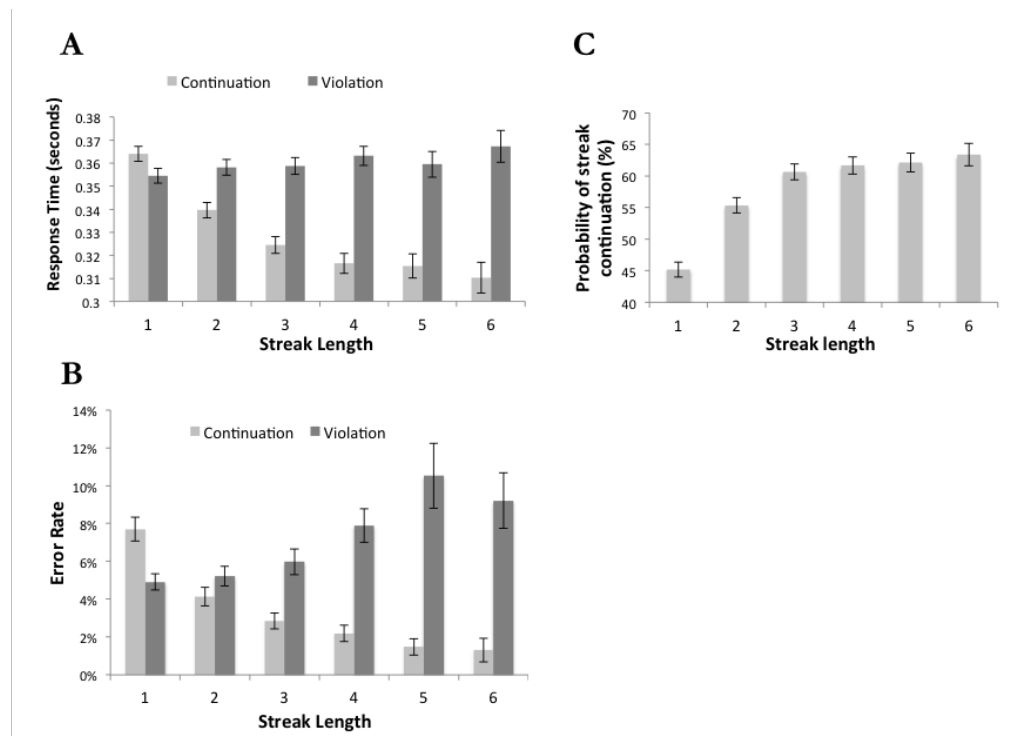 A
Continuation Violation
Response Time (seconds)
0.38
0.37
0.36
0.35
0.34
0.33
0.32
0.31
0.3
1 2 3 4 5 6
Streak Length
B
Error Rate
14%
12%
10%
8%
6%
4%
2%
0%
Continuation Violation
1 2 3 4 5 6
Streak Length
C
Probability of streak
continuation (%)
70
65
60
55
50
45
40
1 2 3 4 5 6
Streak length